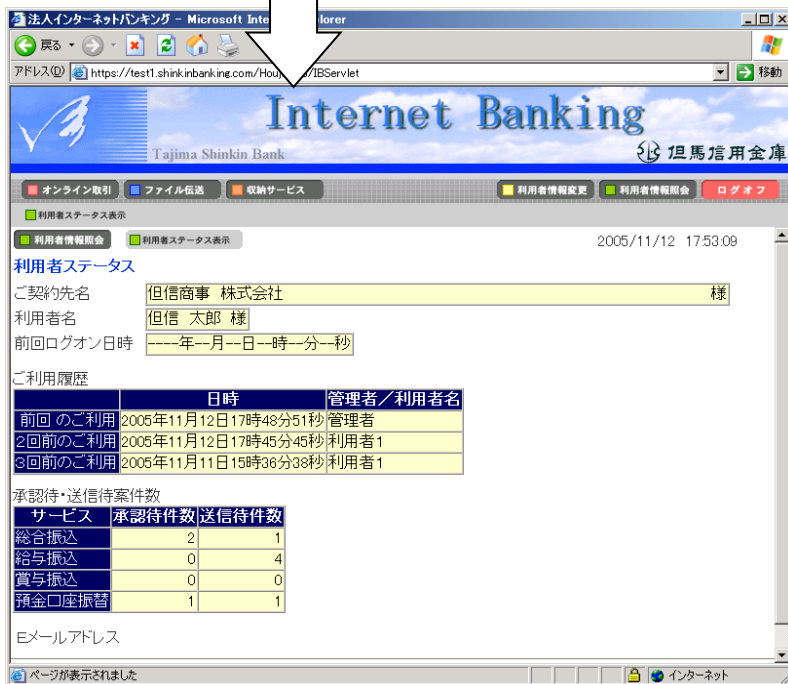 法人インターネットバンキング - Microsoft Inte olorer
戻る
アドレス(D) https://test1.shinkinbanking.com/Hou /IBServlet 移動
Internet Banking
Tajima Shinkin Bank 但馬信用金庫
オンライン取引 ファイル伝送 収納サービス 利用者情報変更 利用者情報照会 ログオフ
利用者ステータス表示
利用者情報照会 利用者ステータス表示 2005/11/12 17:53:09
利用者ステータス
ご契約先名 但信商事 株式会社 様
利用者名 但信 太郎 様
前回ログオン日時 ----年--月--日--時--分--秒
ご利用履歴
日時 管理者/利用者名
前回 のご利用 2005年11月12日17時48分51秒 管理者
2回前のご利用 2005年11月12日17時45分45秒 利用者1
3回前のご利用 2005年11月11日15時36分38秒 利用者1
承認待・送信待案件数
サービス 承認待件数 送信待件数
総合振込 2 1
給与振込 0 4
賞与振込 0 0
預金口座振替 1 1
Eメールアドレス
ページが表示されました インターネット